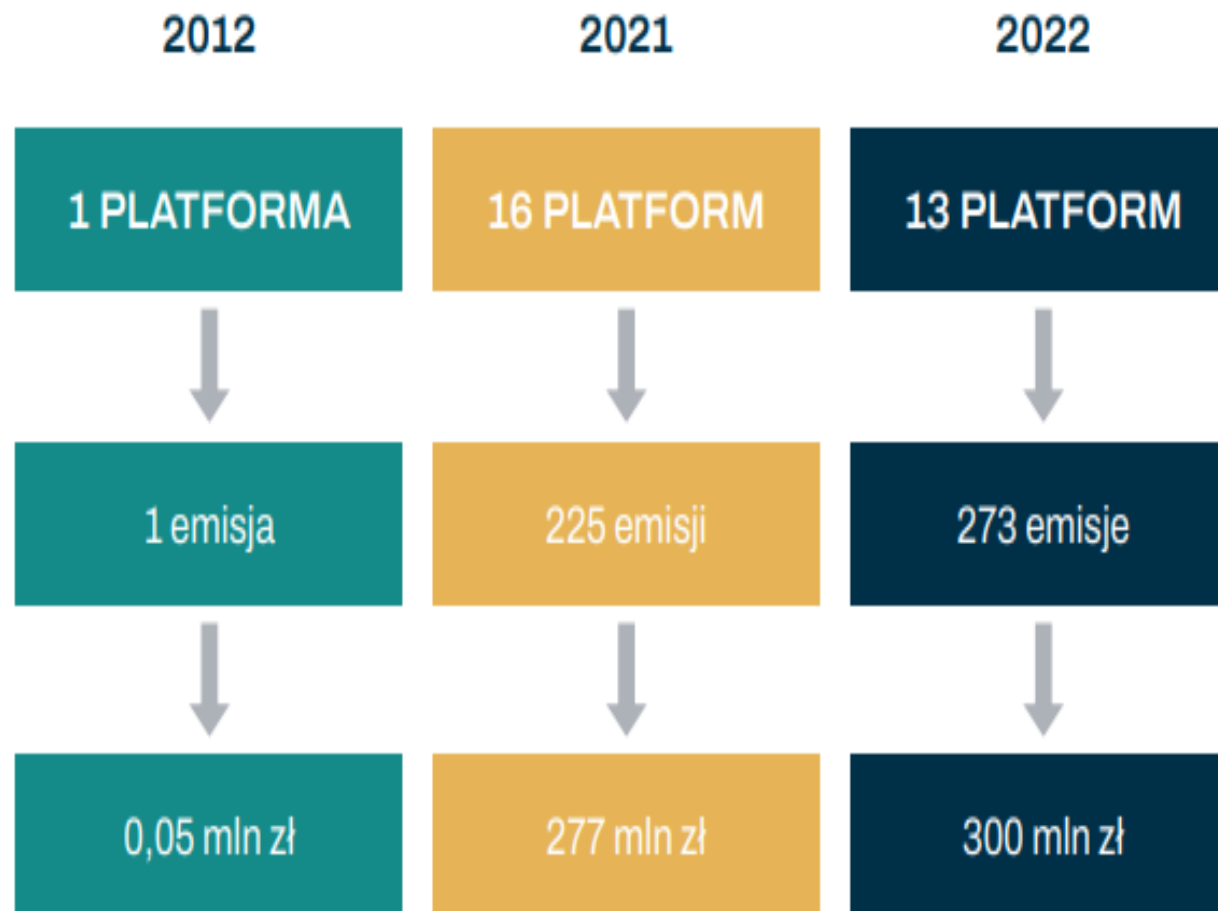 2012
2021
2022
1 PLATFORMA
16 PLATFORM
13 PLATFORM
1 emisja
225 emisji
273 emisje
0,05 mln zł
277 mln zł
300 mln zł